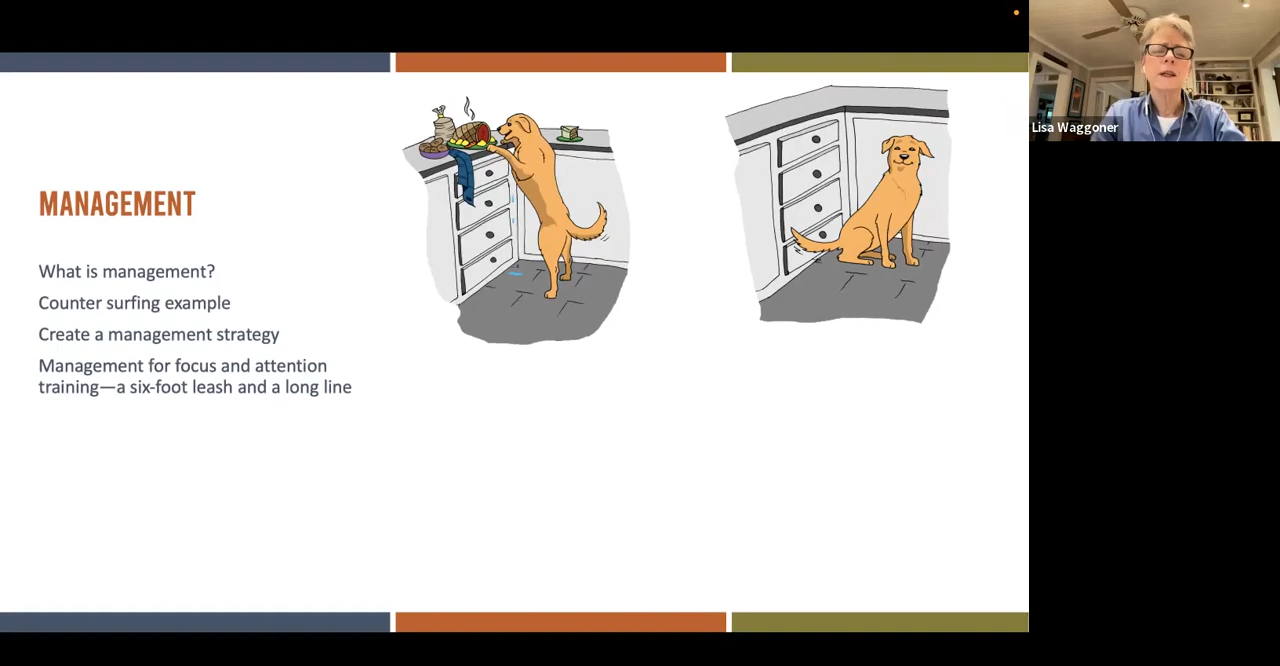 MANAGEMENT
What is management?
Counter surfing example
Create a management strategy
Management for focus and attention
training—a six-foot leash and a long line
Lisa Waggoner